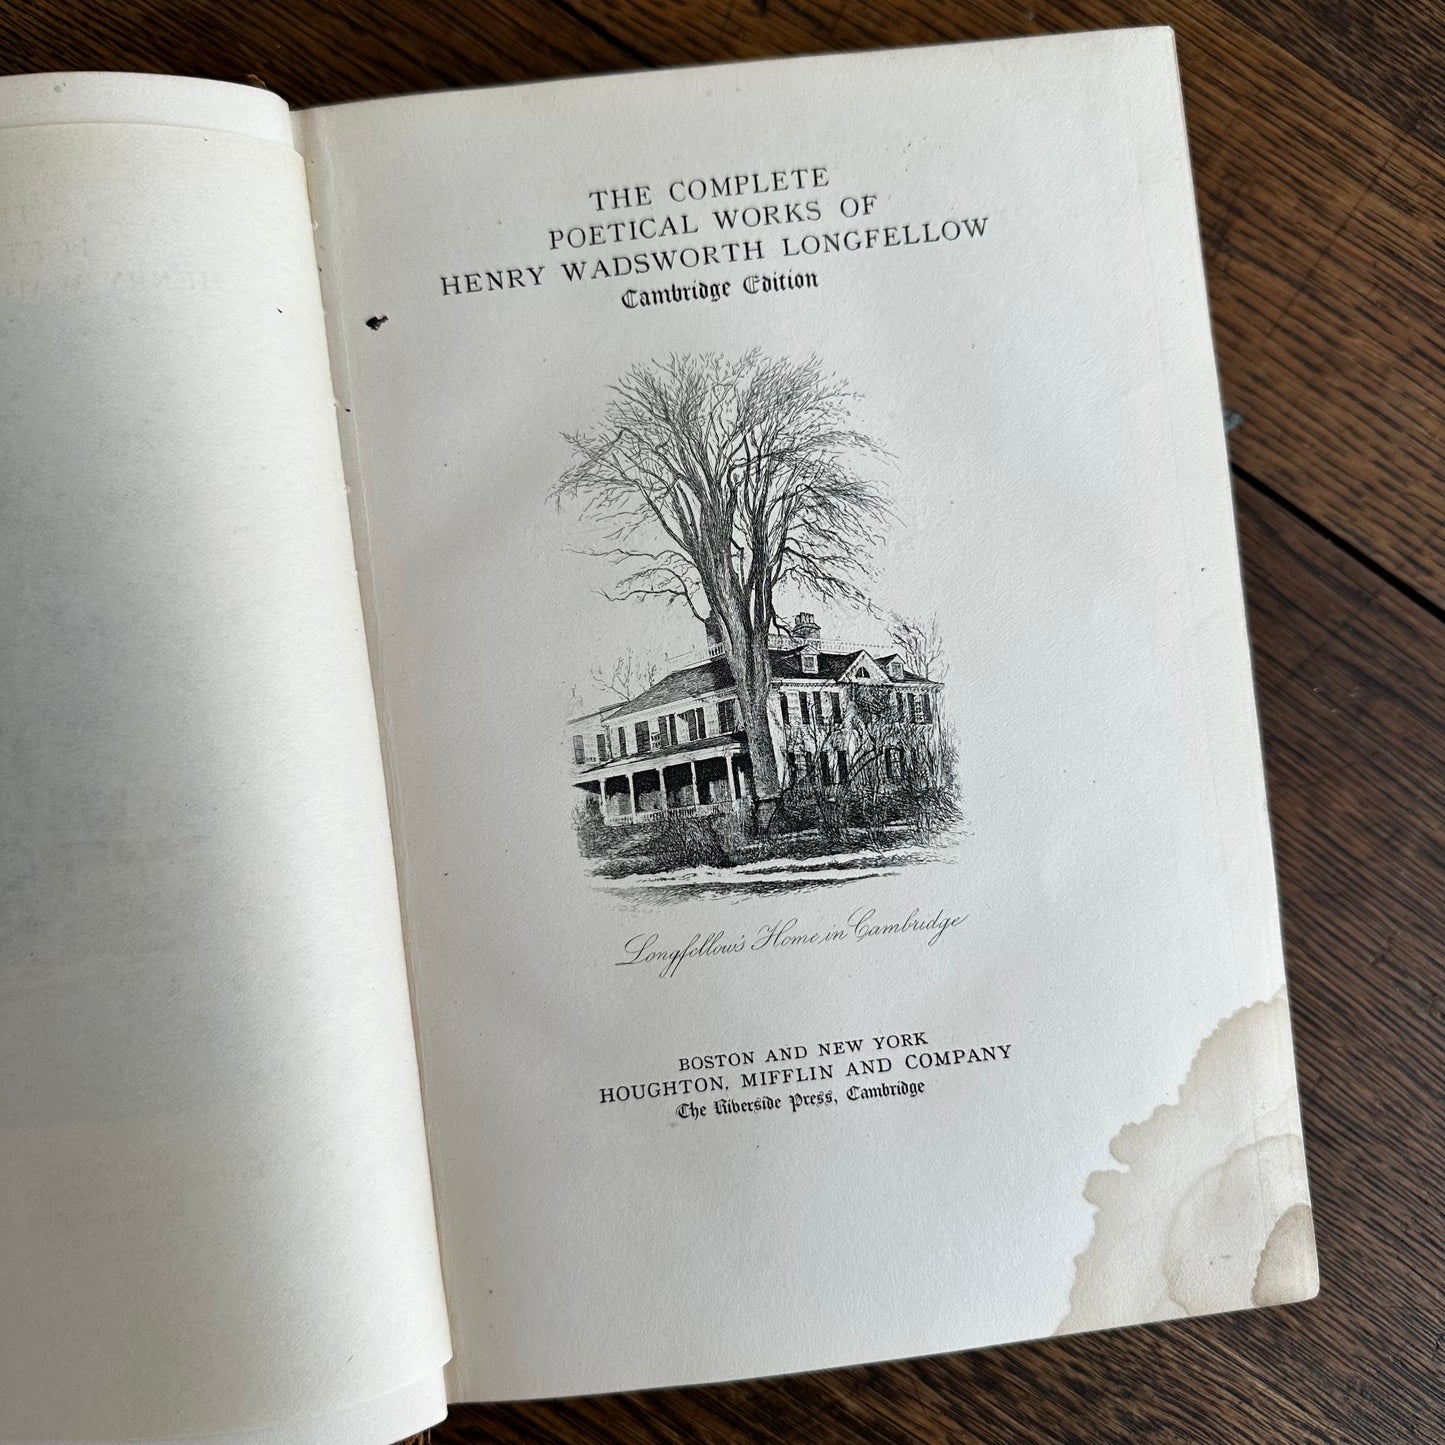 THE COMPLETE
POETICAL WORKS OF
HENRY WADSWORTH LONGFELLOW
Cambridge Edition
Longfellow's Home in Cambridge
BOSTON AND NEW YORK
HOUGHTON, MIFFLIN AND COMPANY
The Riverside Press, Cambridge